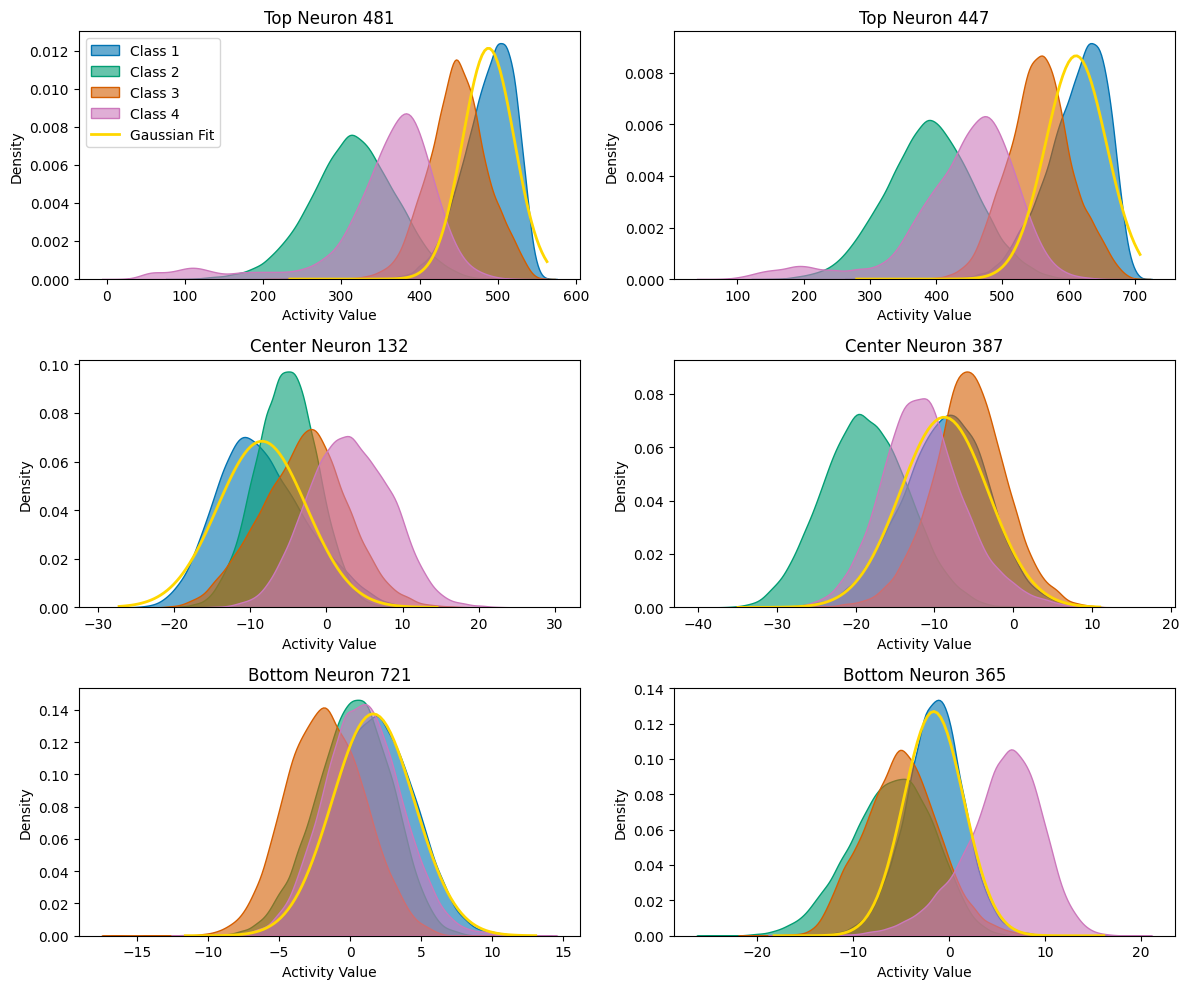 Top Neuron 481
Class 1
Class 2
Class 3
Class 4
Gaussian Fit
0.012
0.010
0.008
0.006
0.004
0.002
0.000
Density
0 100 200 300 400 500 600
Activity Value
Top Neuron 447
0.008
0.006
0.004
0.002
0.000
Density
100 200 300 400 500 600 700
Activity Value
Center Neuron 132
0.10
0.08
0.06
0.04
0.02
0.00
Density
−30 −20 −10 0 10 20 30
Activity Value
Center Neuron 387
0.08
0.06
0.04
0.02
0.00
Density
−40 −30 −20 −10 0 10 20
Activity Value
Bottom Neuron 721
0.14
0.12
0.10
0.08
0.06
0.04
0.02
0.00
Density
−15 −10 −5 0 5 10 15
Activity Value
Bottom Neuron 365
0.14
0.12
0.10
0.08
0.06
0.04
0.02
0.00
Density
−20 −10 0 10 20
Activity Value